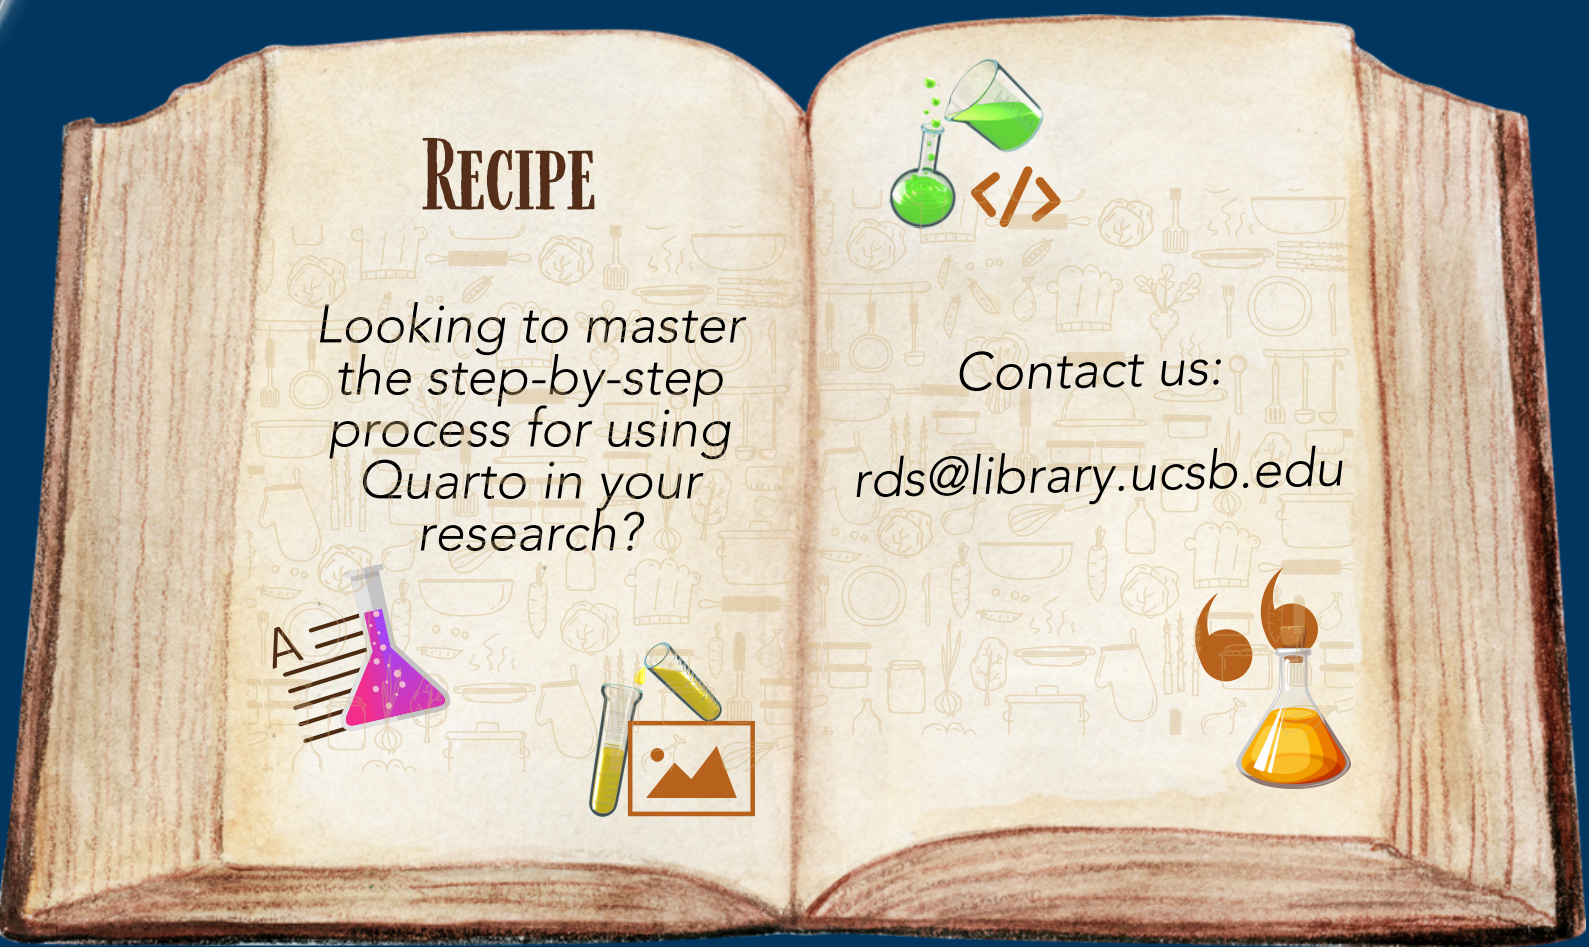 Recipe
Looking to master
the step-by-step
process for using
Quarto in your
research?
A
</>
Contact us:
rds@library.ucsb.edu